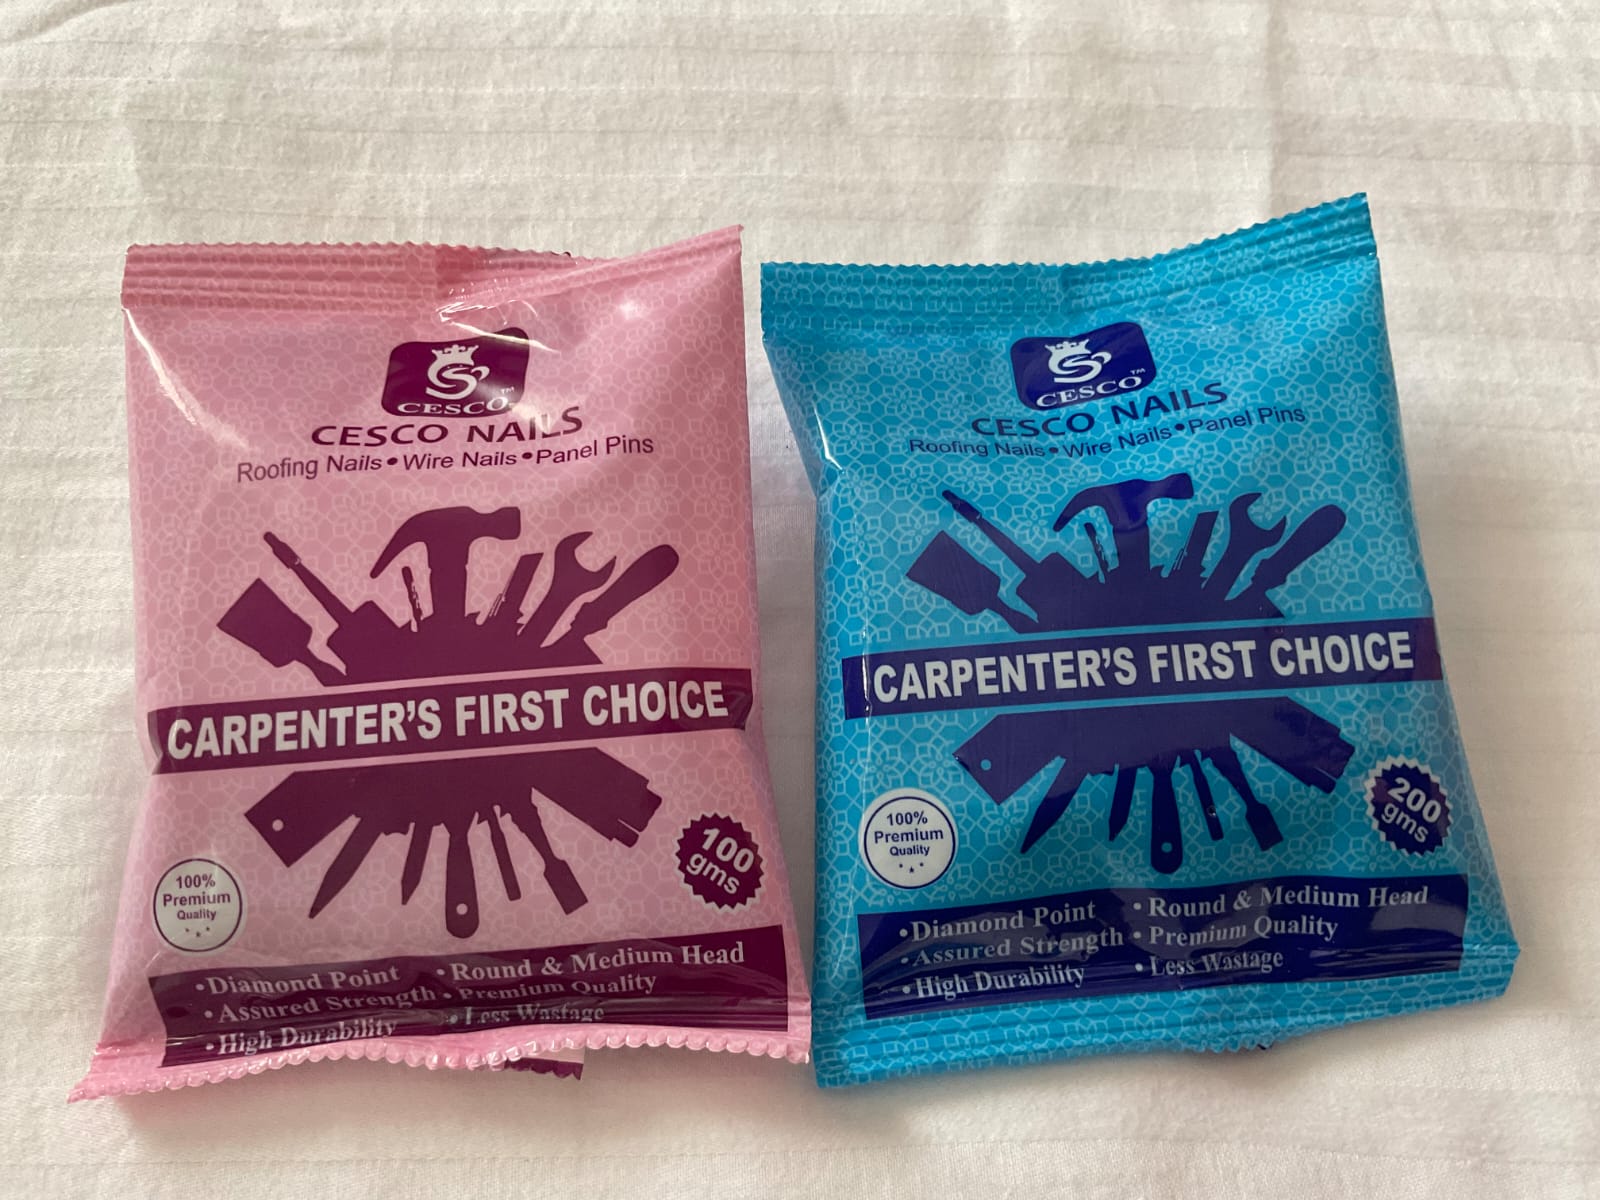 CESCO™
CESCO NAILS
Roofing Nails • Wire Nails • Panel Pins
CARPENTER'S FIRST CHOICE
100
gms
100%
Premium
Quality
• Diamond Point
• Assured Strength
• High Durability
• Round & Medium Head
• Premium Quality
• Less Wastage
CESCO™
CESCO NAILS
Roofing Nails • Wire Nails • Panel Pins
CARPENTER'S FIRST CHOICE
200
gms
100%
Premium
Quality
• Diamond Point
• Assured Strength
• High Durability
• Round & Medium Head
• Premium Quality
• Less Wastage